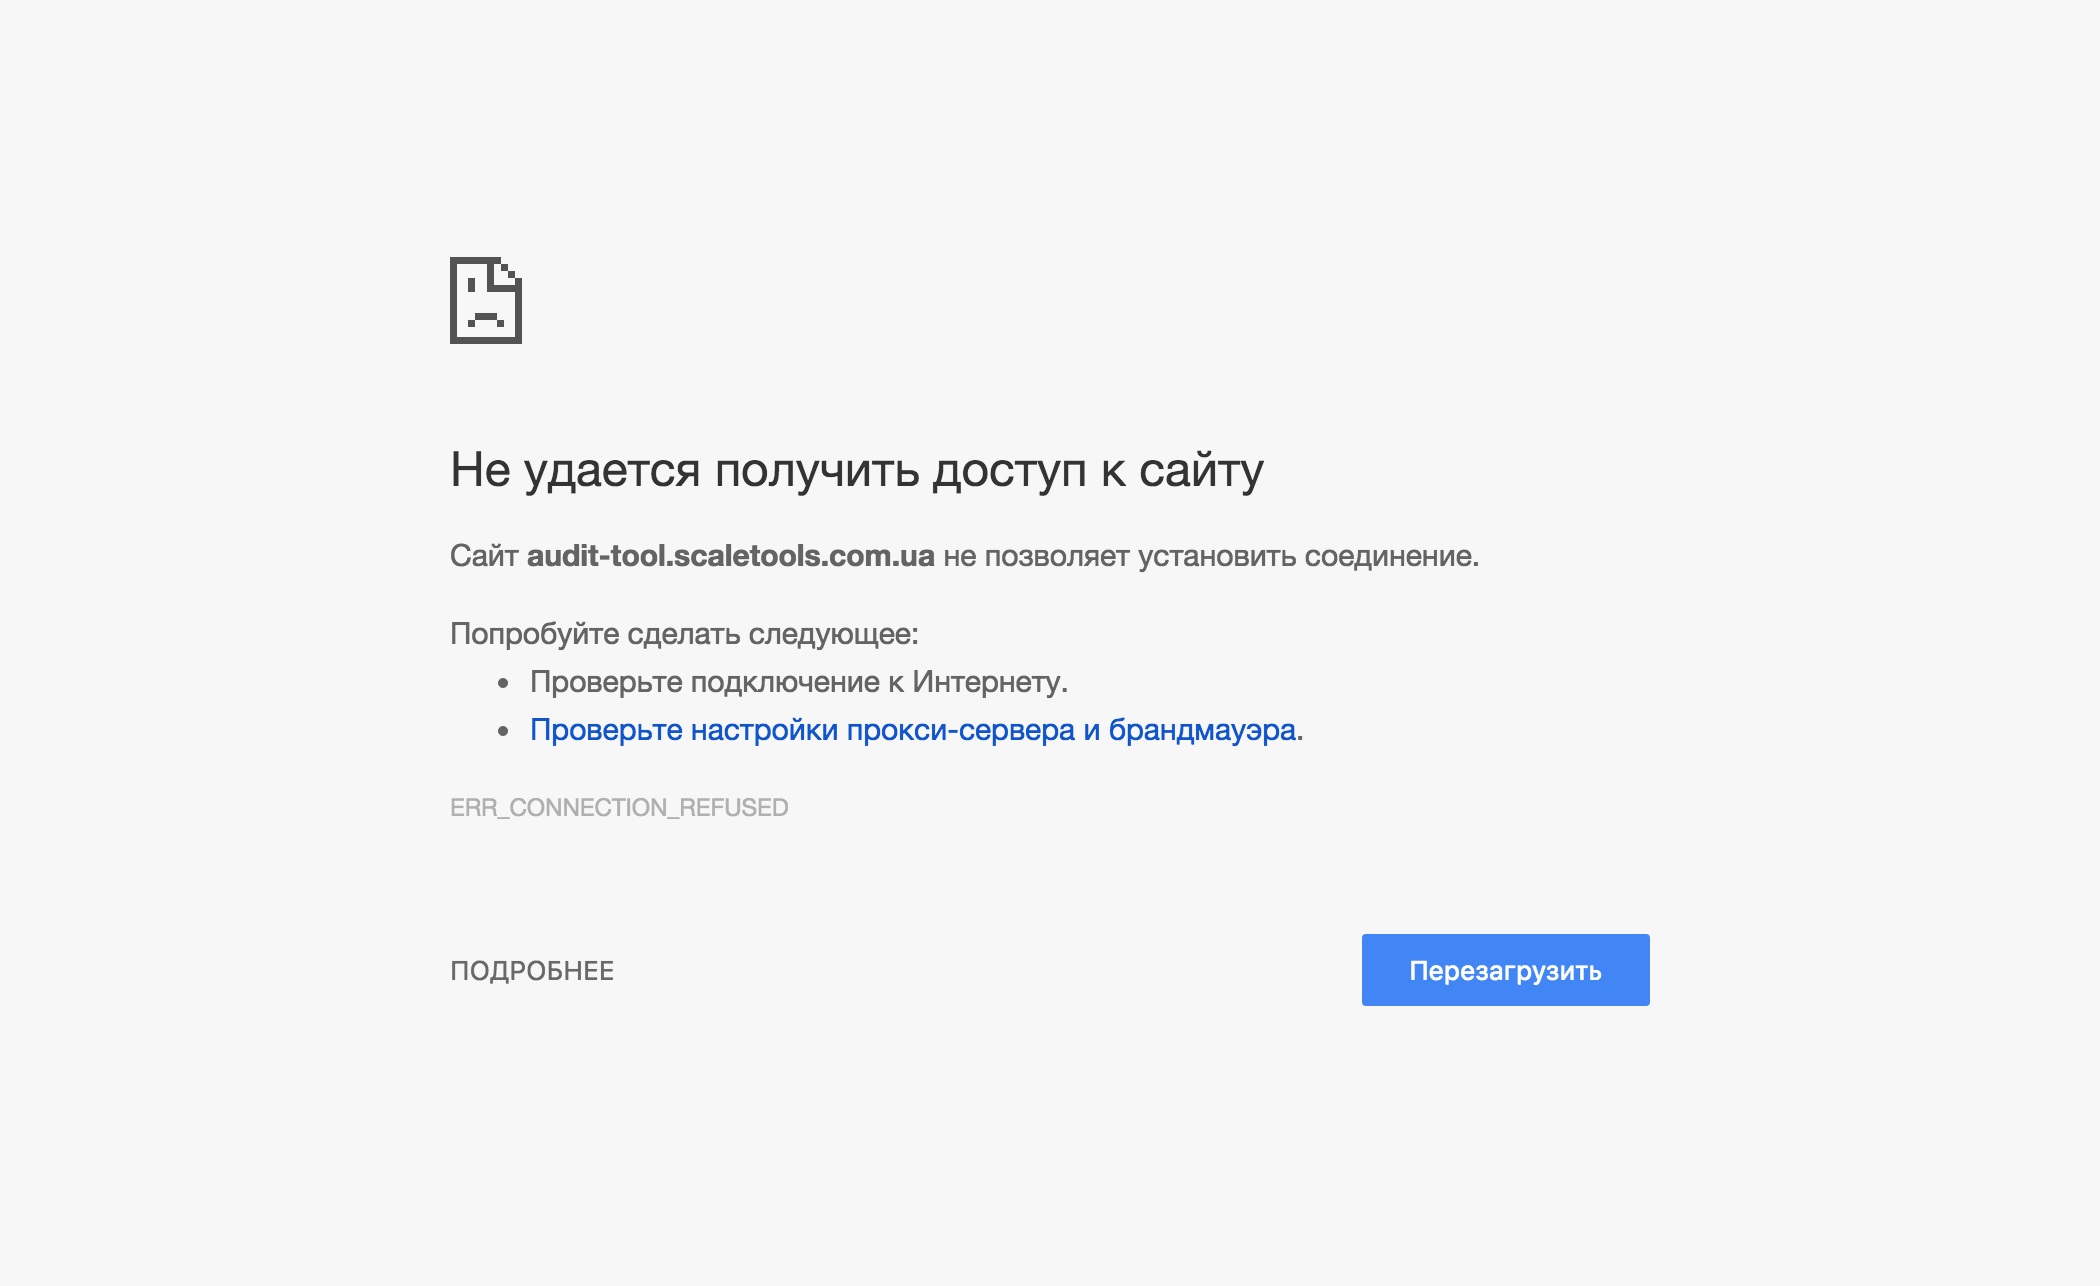 Не удается получить доступ к сайту
Сайт audit-tool.scaletools.com.ua не позволяет установить соединение.
Попробуйте сделать следующее:
• Проверьте подключение к Интернету.
• Проверьте настройки прокси-сервера и брандмауэра.
ERR_CONNECTION_REFUSED
ПОДРОБНЕЕ
Перезагрузить